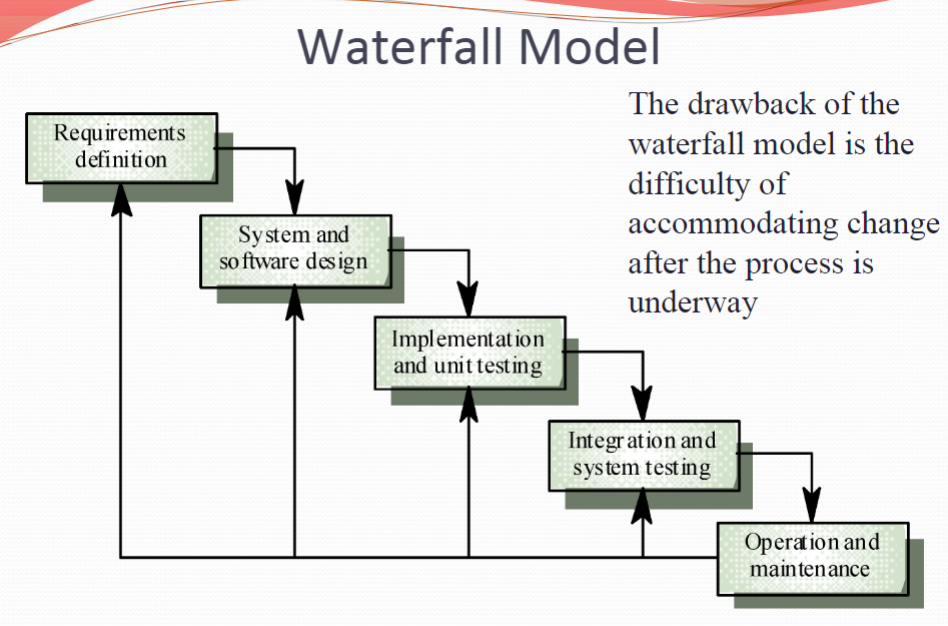 Waterfall Model
The drawback of the
waterfall model is the
difficulty of
accommodating change
after the process is
underway
Requirements
definition
System and
software design
Implementation
and unit testing
Integration and
system testing
Operation and
maintenance